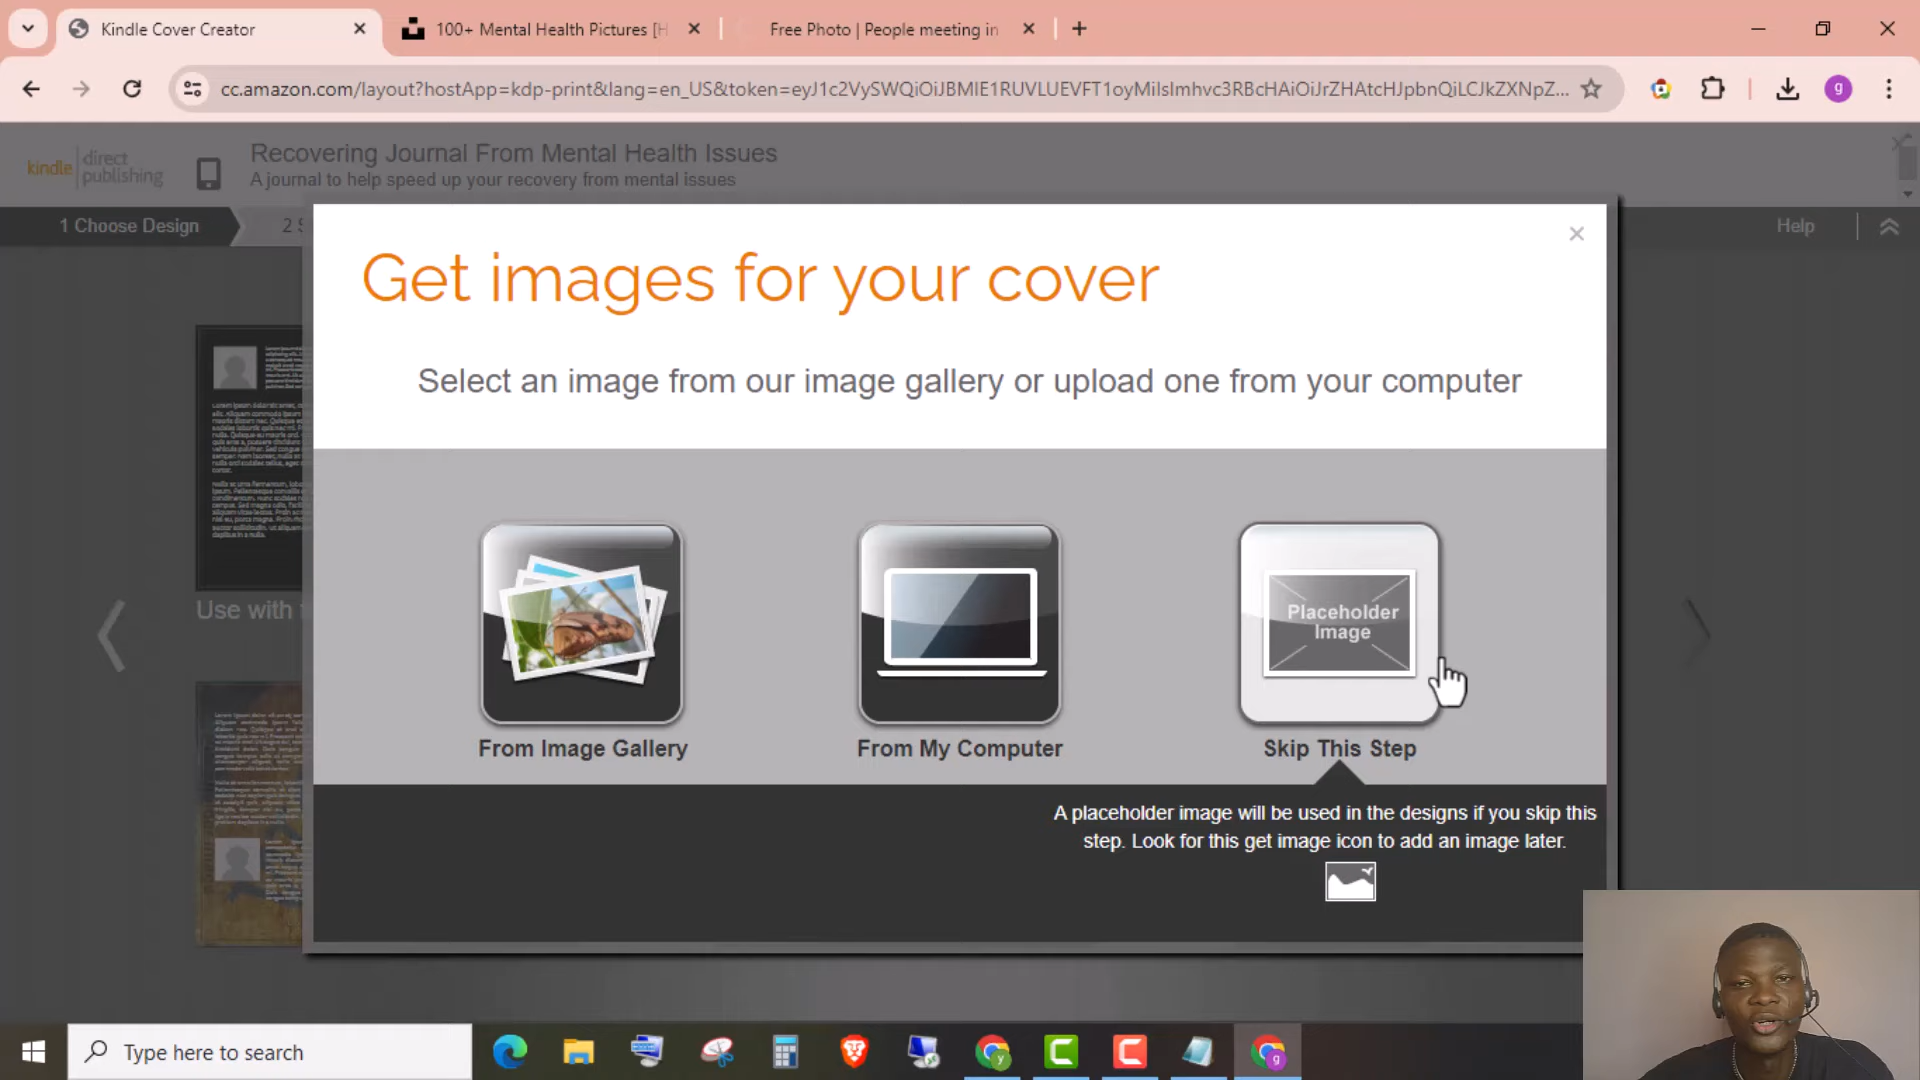 Kindle Cover Creator
100+ Mental Health Pictures [H
Free Photo | People meeting in
cc.amazon.com/layout?hostApp=kdp-print&lang=en_US&token=eyJ1c2VySWQiOiJBMIE1RUVLUEVFT1oyMiIsImhvc3RBcHAiOiJrZHAtcHJpbnQiLCJkZXNpZ...
g
kindle direct publishing
Recovering Journal From Mental Health Issues
A journal to help speed up your recovery from mental issues
1 Choose Design
2 S
Help
Get images for your cover
Select an image from our image gallery or upload one from your computer
Use with
Placeholder
Image
From Image Gallery
From My Computer
Skip This Step
A placeholder image will be used in the designs if you skip this
step. Look for this get image icon to add an image later.
Type here to search
y
g